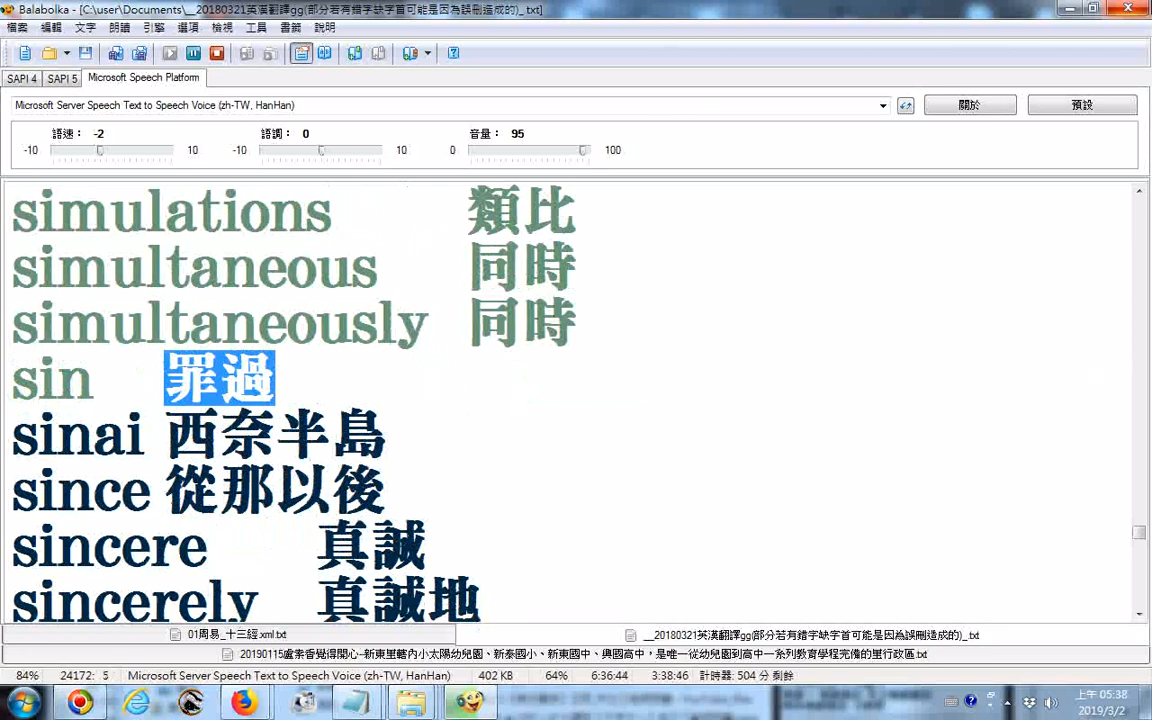 Balabolka - [C:\user\Documents\__20180321英漢翻譯gg(部分若有錯字缺字首可能是因為誤刪造成的)_.txt]
檔案 編輯 文字 朗讀 引擎 選項 檢視 工具 書籤 說明
SAPI 4 SAPI 5 Microsoft Speech Platform
Microsoft Server Speech Text to Speech Voice (zh-TW, HanHan) 關於 預設
語速： -2 語調： 0 音量： 95
-10 10 -10 10 0 100
simulations 類比
simultaneous 同時
simultaneously 同時
sin 罪過
sinai 西奈半島
since 從那以後
sincere 真誠
sincerely 真誠地
01周易_十三經.xml.txt __20180321英漢翻譯gg(部分若有錯字缺字首可能是因為誤刪造成的)_.txt
20190115盧素香覺得開心-新東里轄內小太陽幼兒園、新泰國小、新東國中、興國高中，是唯一從幼兒園到高中一系列教育學程完備的里行政區.txt
84% 24172: 5 Microsoft Server Speech Text to Speech Voice (zh-TW, HanHan) 402 KB 64% 6:36:44 3:38:46 計時器: 504 分 剩餘
上午 05:38
2019/3/2